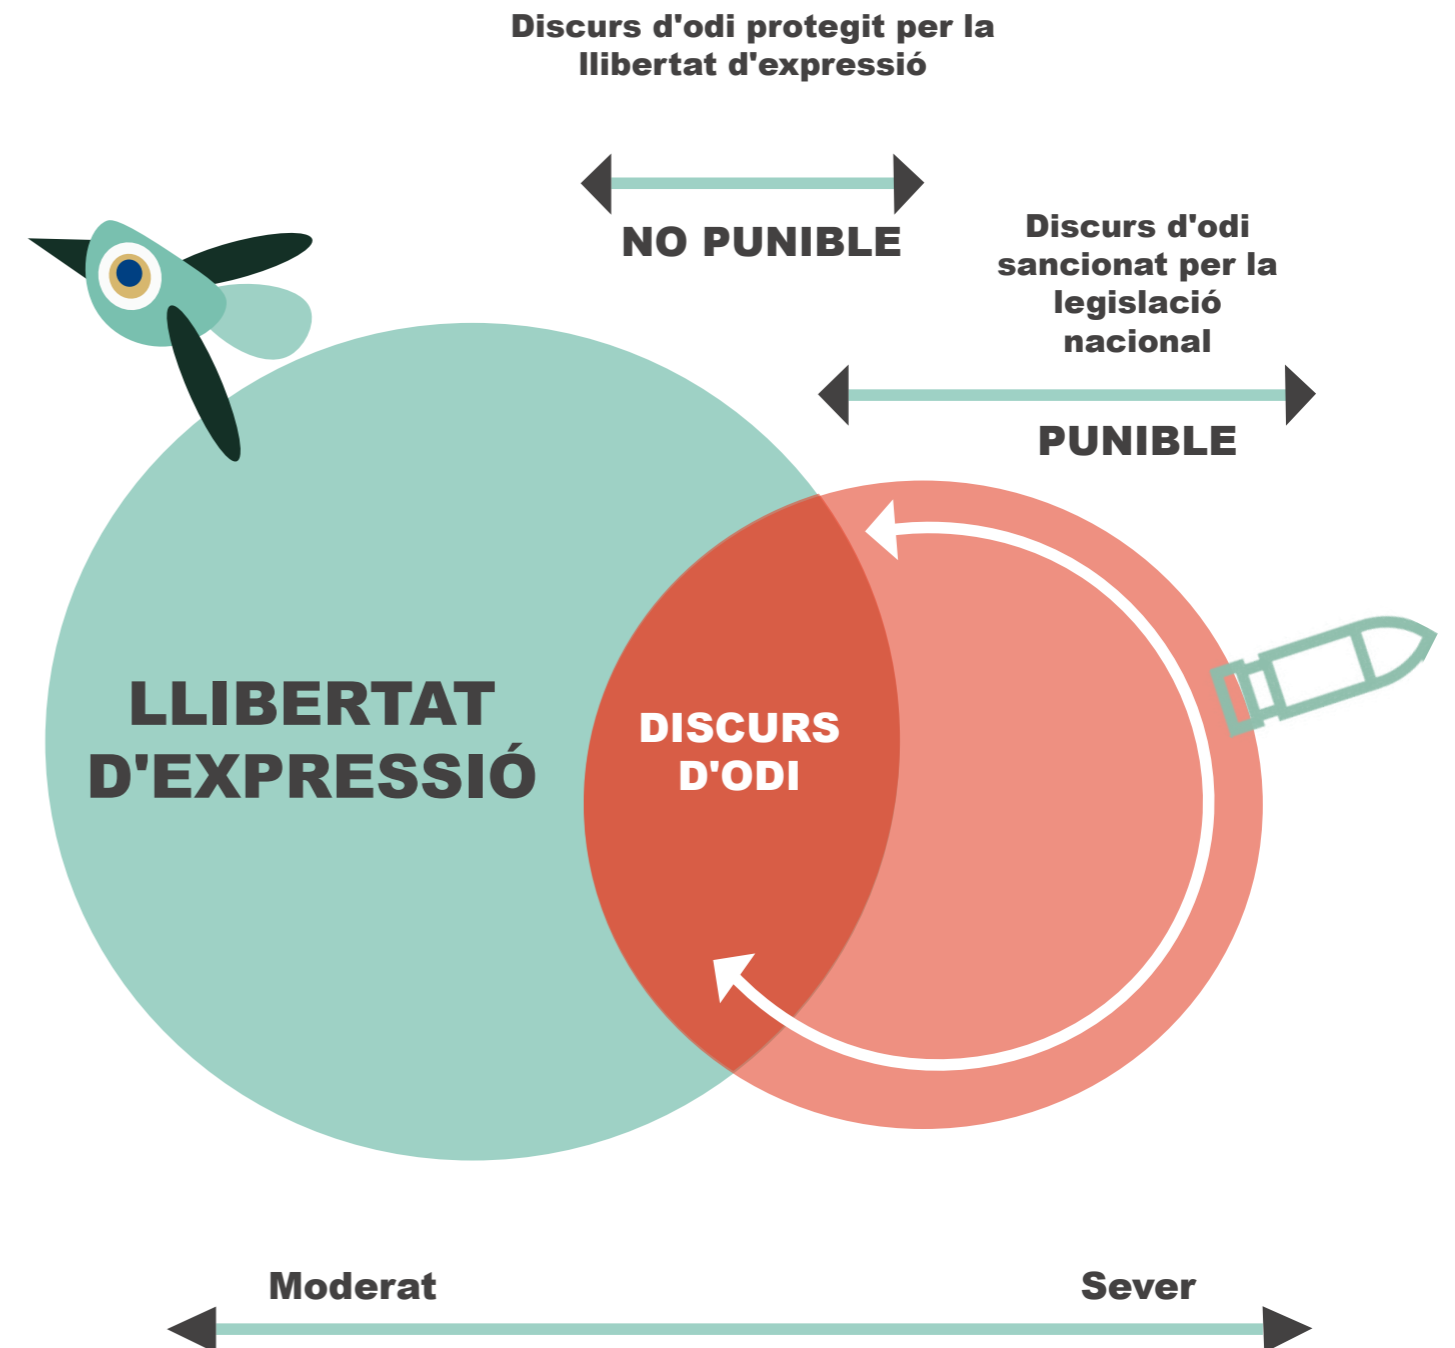 Discurs d'odi protegit per la
llibertat d'expressió
NO PUNIBLE
Discurs d'odi
sancionat per la
legislació
nacional
PUNIBLE
LLIBERTAT
D'EXPRESSIÓ
DISCURS
D'ODI
Moderat
Sever